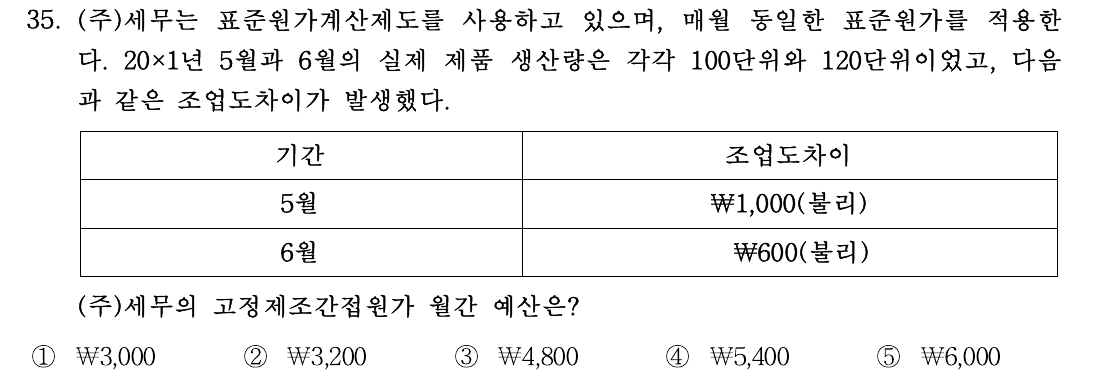 35. (주)세무는 표준원가계산제도를 사용하고 있으며, 매월 동일한 표준원가를 적용한
다. 20×1년 5월과 6월의 실제 제품 생산량은 각각 100단위와 120단위이었고, 다음
과 같은 조업도차이가 발생했다.
기간 조업도차이
5월 ₩1,000(불리)
6월 ₩600(불리)
(주)세무의 고정제조간접원가 월간 예산은?
① ₩3,000 ② ₩3,200 ③ ₩4,800 ④ ₩5,400 ⑤ ₩6,000